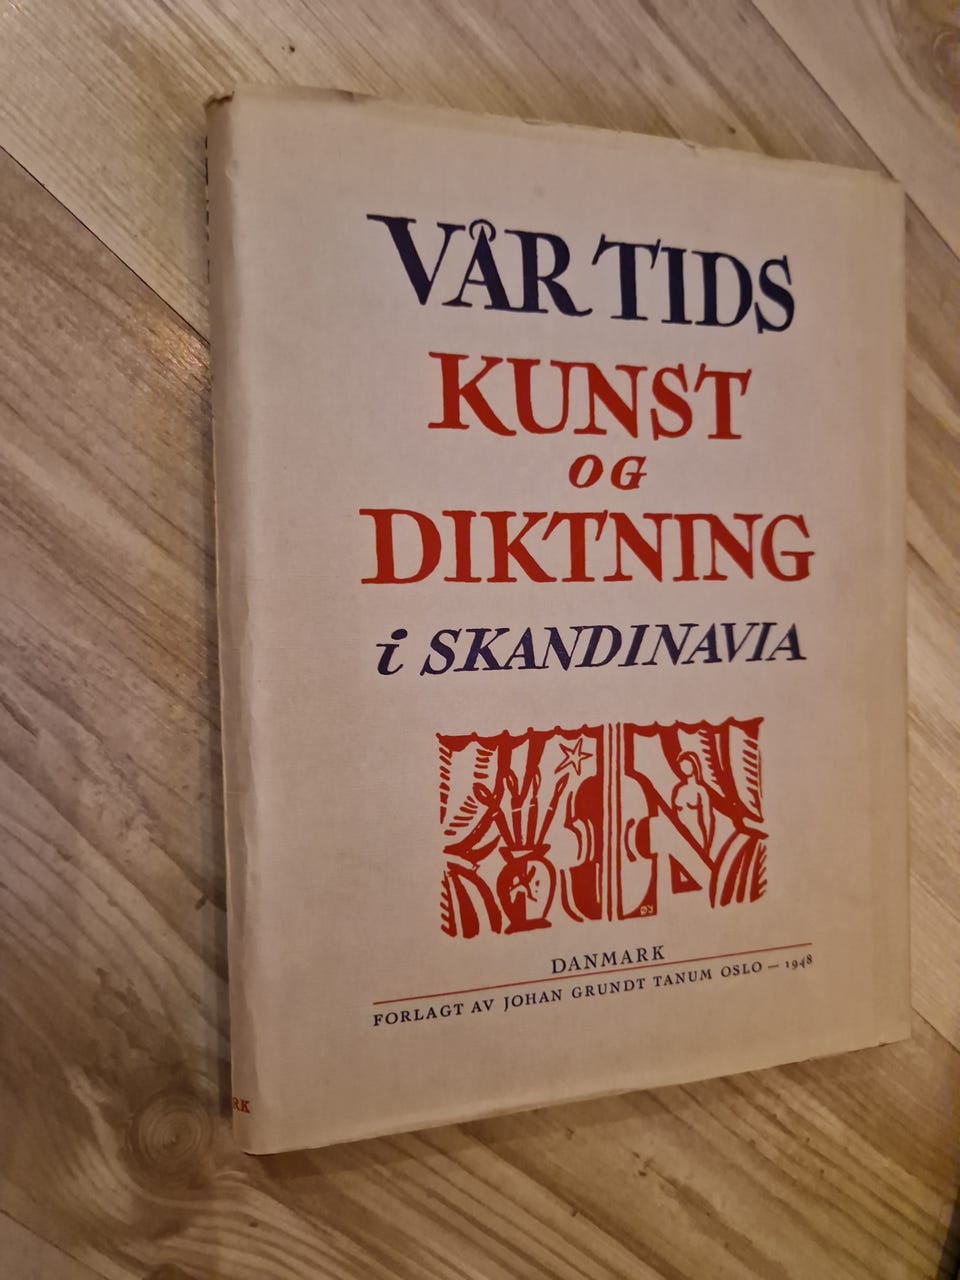 VÅR TIDS
KUNST
OG
DIKTNING
i SKANDINAVIA
DANMARK
FORLAGT AV JOHAN GRUNDT TANUM OSLO — 1948